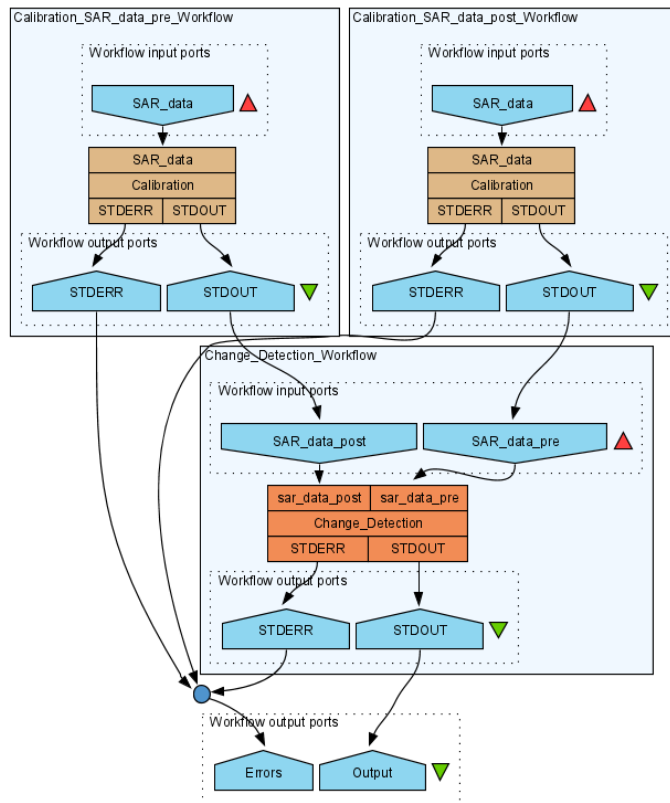 Calibration_SAR_data_pre_Workflow
Workflow input ports
SAR_data
SAR_data
Calibration
STDERR STDOUT
Workflow output ports
STDERR STDOUT
Calibration_SAR_data_post_Workflow
Workflow input ports
SAR_data
SAR_data
Calibration
STDERR STDOUT
Workflow output ports
STDERR STDOUT
Change_Detection_Workflow
Workflow input ports
SAR_data_post SAR_data_pre
sar_data_post sar_data_pre
Change_Detection
STDERR STDOUT
Workflow output ports
STDERR STDOUT
Workflow output ports
Errors Output